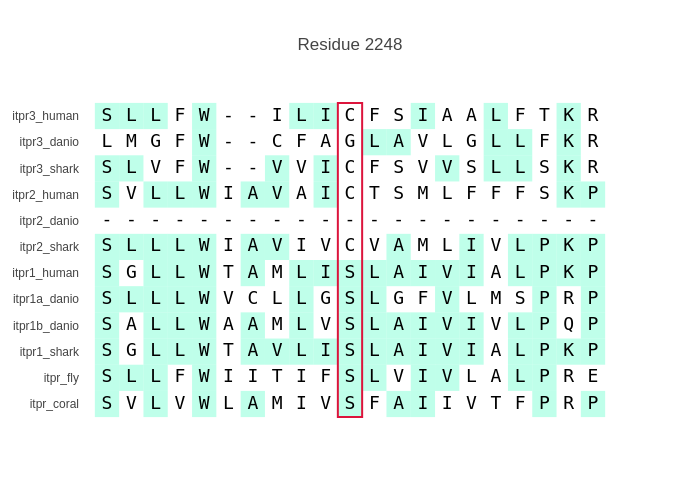 Residue 2248
itpr3_human S L L F W - - I L I C F S I A A L F T K R
itpr3_danio L M G F W - - C F A G L A V L G L L F K R
itpr3_shark S L V F W - - V V I C F S V V S L L S K R
itpr2_human S V L L W I A V A I C T S M L F F F S K P
itpr2_danio - - - - - - - - - - - - - - - - - - - - -
itpr2_shark S L L L W I A V I V C V A M L I V L P K P
itpr1_human S G L L W T A M L I S L A I V I A L P K P
itpr1a_danio S L L L W V C L L G S L G F V L M S P R P
itpr1b_danio S A L L W A A M L V S L A I V I V L P Q P
itpr1_shark S G L L W T A V L I S L A I V I A L P K P
itpr_fly S L L F W I I T I F S L V I V L A L P R E
itpr_coral S V L V W L A M I V S F A I I V T F P R P